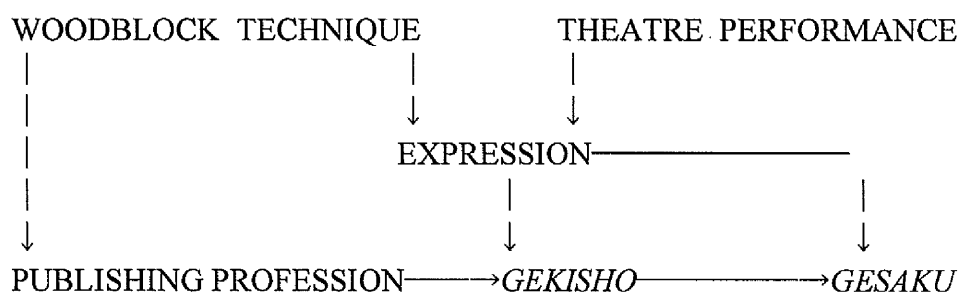 WOODBLOCK TECHNIQUE THEATRE PERFORMANCE
EXPRESSION
PUBLISHING PROFESSION GEKISHO GESAKU